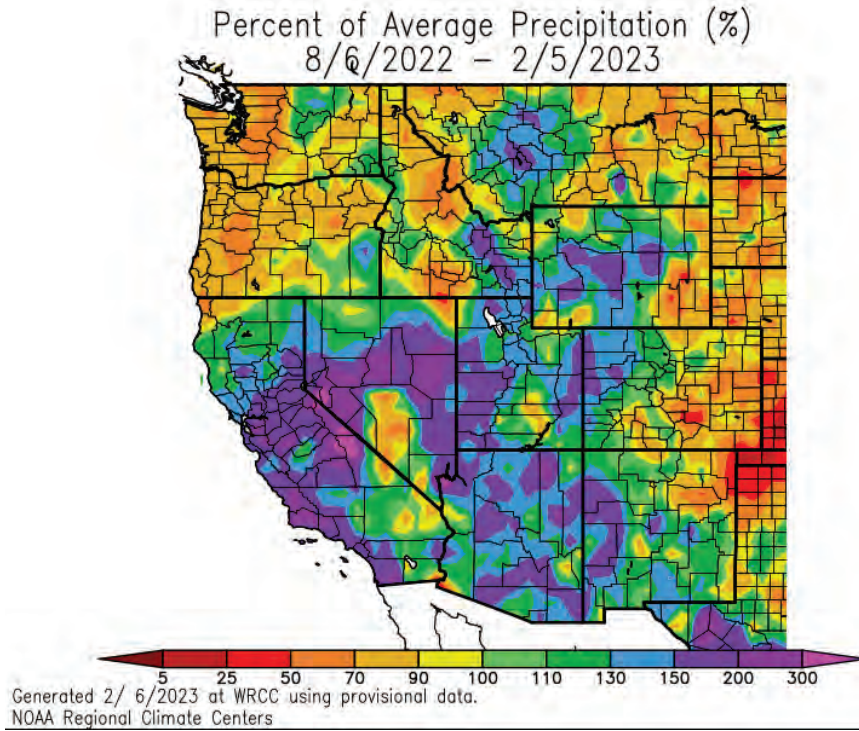 Percent of Average Precipitation (%)
8/6/2022 – 2/5/2023
5 25 50 70 90 100 110 130 150 200 300
Generated 2/ 6/2023 at WRCC using provisional data.
NOAA Regional Climate Centers